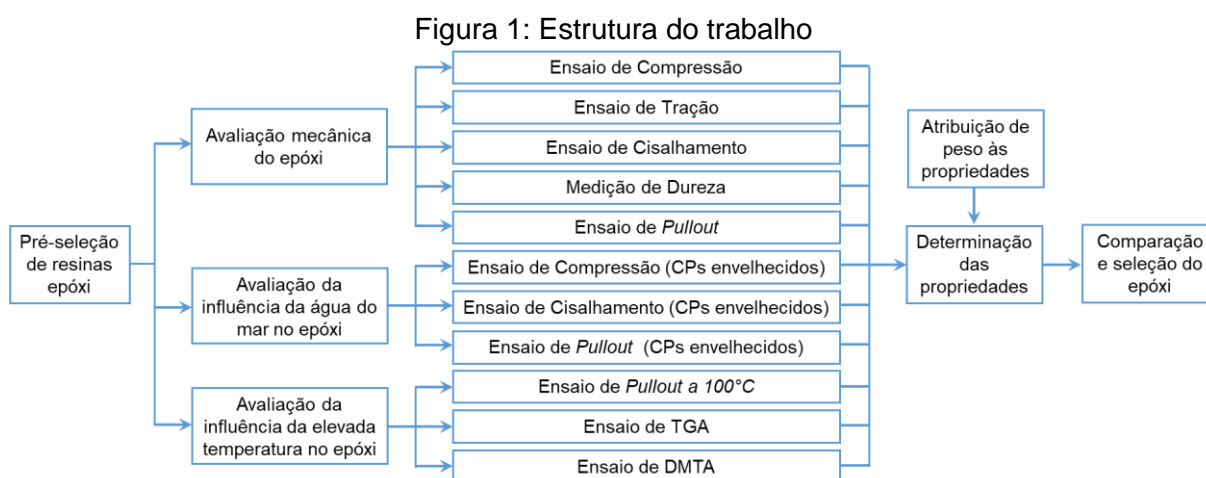 Figura 1: Estrutura do trabalho
Pré-seleção
de resinas
epóxi
Avaliação mecânica
do epóxi
Avaliação da
influência da água do
mar no epóxi
Avaliação da
influência da elevada
temperatura no epóxi
Ensaio de Compressão
Ensaio de Tração
Ensaio de Cisalhamento
Medição de Dureza
Ensaio de Pullout
Ensaio de Compressão (CPs envelhecidos)
Ensaio de Cisalhamento (CPs envelhecidos)
Ensaio de Pullout (CPs envelhecidos)
Ensaio de Pullout a 100°C
Ensaio de TGA
Ensaio de DMTA
Atribuição de
peso às
propriedades
Determinação
das
propriedades
Comparação
e seleção do
epóxi